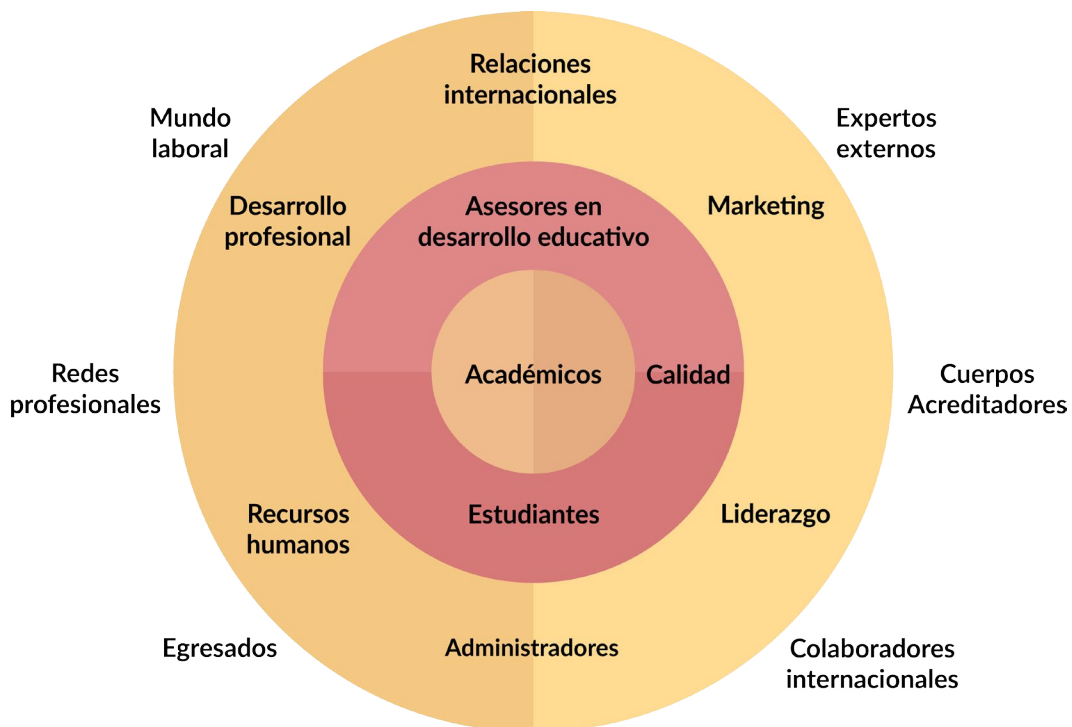 Relaciones
internacionales
Mundo
laboral
Expertos
externos
Desarrollo
profesional
Asesores en
desarrollo educativo
Marketing
Redes
profesionales
Académicos
Calidad
Cuerpos
Acreditadores
Recursos
humanos
Estudiantes
Liderazgo
Egresados
Administradores
Colaboradores
internacionales